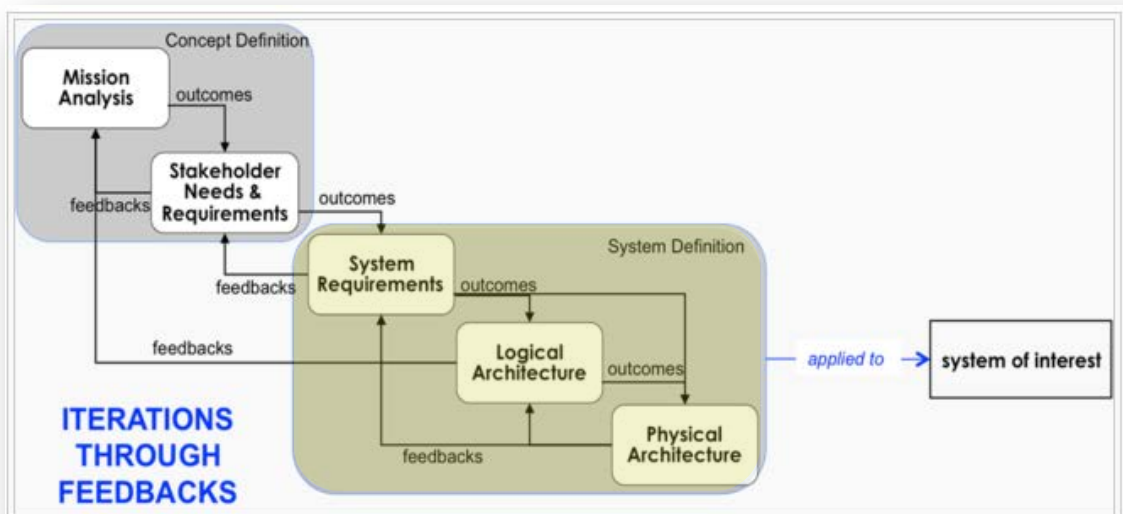 Concept Definition
Mission
Analysis
outcomes
Stakeholder
Needs &
Requirements
feedbacks
outcomes
System Definition
System
Requirements
feedbacks
outcomes
feedbacks
Logical
Architecture
outcomes
applied to
system of interest
Physical
Architecture
feedbacks
ITERATIONS
THROUGH
FEEDBACKS